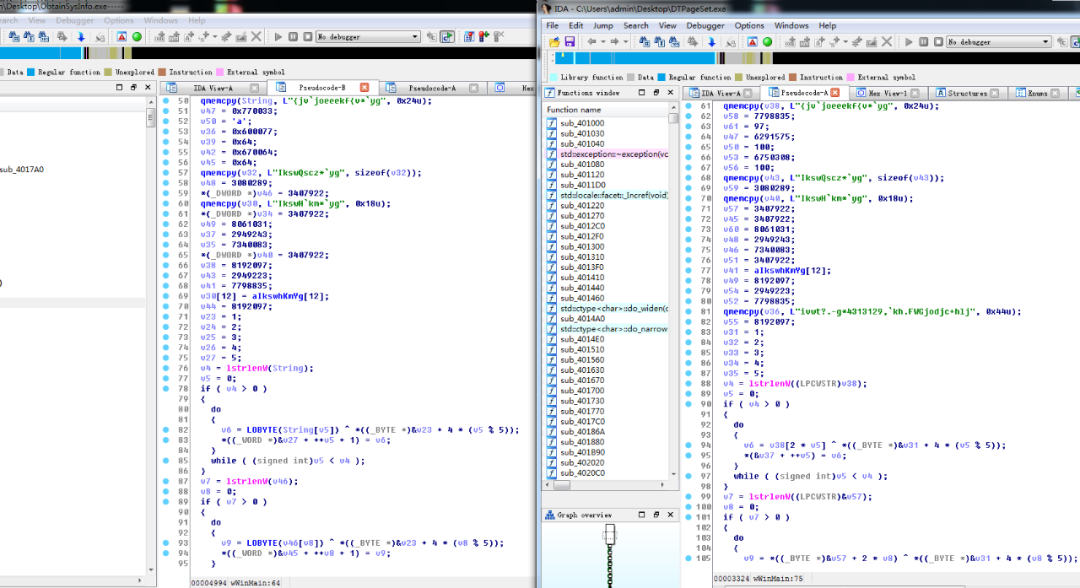 \Desktop\ObtainSysInfo.exe
earch View Debugger Options Windows Help
No debugger
Data Regular function Unexplored Instruction External symbol
IDA View-A Pseudocode-B Pseudocode-A Hex
sub_4017A0
50 qmemcpy(String, L"{jv`joeeekf{v*`yg", 0x24u);
51 v47 = 0x770033;
52 v50 = 'a';
53 v36 = 0x600077;
54 v39 = 0x64;
55 v42 = 0x670064;
56 v45 = 0x64;
57 qmemcpy(v32, L"IkswQscz*`yg", sizeof(v32));
58 v48 = 3080289;
59 *(_DWORD *)v46 = 3407922;
60 qmemcpy(v30, L"IkswH`km*`yg", 0x18u);
61 *(_DWORD *)v34 = 3407922;
62 v49 = 8061031;
63 v37 = 2949243;
64 v35 = 7340083;
65 *(_DWORD *)v40 = 3407922;
66 v38 = 8192097;
67 v43 = 2949223;
68 v41 = 7798835;
69 v30[12] = aIkswhKmYg[12];
70 v44 = 8192097;
71 v23 = 1;
72 v24 = 2;
73 v25 = 3;
74 v26 = 4;
75 v27 = 5;
76 v4 = lstrlenW(String);
77 v5 = 0;
78 if ( v4 > 0 )
79 {
80 do
81 {
82 v6 = LOBYTE(String[v5]) ^ *((_BYTE *)&v23 + 4 * (v5 % 5));
83 *((_WORD *)&v27 + ++v5 + 1) = v6;
84 }
85 while ( (signed int)v5 < v4 );
86 }
87 v7 = lstrlenW(v46);
88 v8 = 0;
89 if ( v7 > 0 )
90 {
91 do
92 {
93 v9 = LOBYTE(v46[v8]) ^ *((_BYTE *)&v23 + 4 * (v8 % 5));
94 *((_WORD *)&v45 + ++v8 + 1) = v9;
95 }
00004994 wWinMain:64
IDA - C:\Users\admin\Desktop\DTPageSet.exe
File Edit Jump Search View Debugger Options Windows Help
No debugger
Library function Data Regular function Unexplored Instruction External symbol
Functions window
IDA View-A Pseudocode-A Hex View-1 Structures Enums
Function name
sub_401000
sub_401030
sub_401040
std::exception::~exception(vc
sub_401080
sub_401120
sub_4011D0
std::locale::facet::_Incref(void)
sub_401220
sub_401270
sub_4012C0
sub_4012F0
sub_401300
sub_401310
sub_4013F0
sub_401410
sub_401440
sub_401460
std::ctype<char>::do_widen(c
sub_4014A0
std::ctype<char>::do_narrow
sub_4014E0
sub_401510
sub_401560
sub_401630
sub_401670
sub_401700
sub_401730
sub_401770
sub_4017C0
sub_40186A
sub_401880
sub_401B90
sub_402020
sub_4020C0
Graph overview
61 qmemcpy(v38, L"{jv`joeeekf{v*`yg", 0x24u);
62 v58 = 7798835;
63 v61 = 97;
64 v47 = 6291575;
65 v50 = 100;
66 v53 = 6750308;
67 v56 = 100;
68 qmemcpy(v43, L"IkswQscz*`yg", sizeof(v43));
69 v59 = 3080289;
70 qmemcpy(v40, L"IkswH`km*`yg", 0x18u);
71 v57 = 3407922;
72 v45 = 3407922;
73 v60 = 8061031;
74 v48 = 2949243;
75 v46 = 7340083;
76 v51 = 3407922;
77 v41 = aIkswhKmYg[12];
78 v49 = 8192097;
79 v54 = 2949223;
80 v52 = 7798835;
81 qmemcpy(v36, L"ivwt?.-g*4313129,`kh.FWGjodjc+hlj", 0x44u);
82 v55 = 8192097;
83 v31 = 1;
84 v32 = 2;
85 v33 = 3;
86 v34 = 4;
87 v35 = 5;
88 v4 = lstrlenW((LPCWSTR)v38);
89 v5 = 0;
90 if ( v4 > 0 )
91 {
92 do
93 {
94 v6 = v38[2 * v5] ^ *((_BYTE *)&v31 + 4 * (v5 % 5));
95 *(&v37 + ++v5) = v6;
96 }
97 while ( (signed int)v5 < v4 );
98 }
99 v7 = lstrlenW((LPCWSTR)&v57);
100 v8 = 0;
101 if ( v7 > 0 )
102 {
103 do
104 {
105 v9 = *((_BYTE *)&v57 + 2 * v8) ^ *((_BYTE *)&v31 + 4 * (v8 % 5));
00003324 wWinMain:75